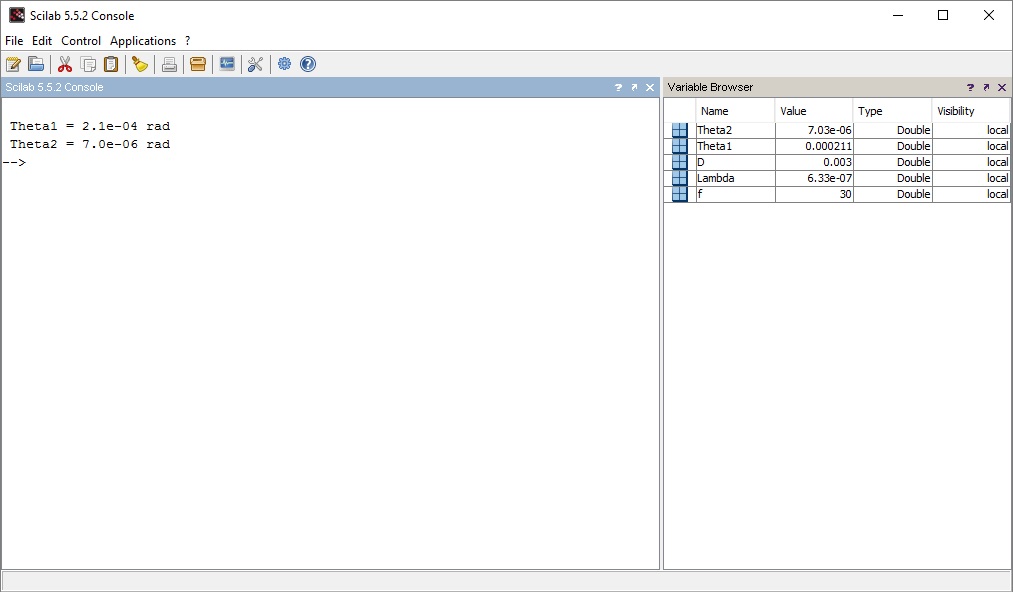 Scilab 5.5.2 Console
File Edit Control Applications ?
Scilab 5.5.2 Console ?
Theta1 = 2.1e-04 rad
Theta2 = 7.0e-06 rad
-->
Variable Browser ?
Name Value Type Visibility
Theta2 7.03e-06 Double local
Theta1 0.000211 Double local
D 0.003 Double local
Lambda 6.33e-07 Double local
f 30 Double local